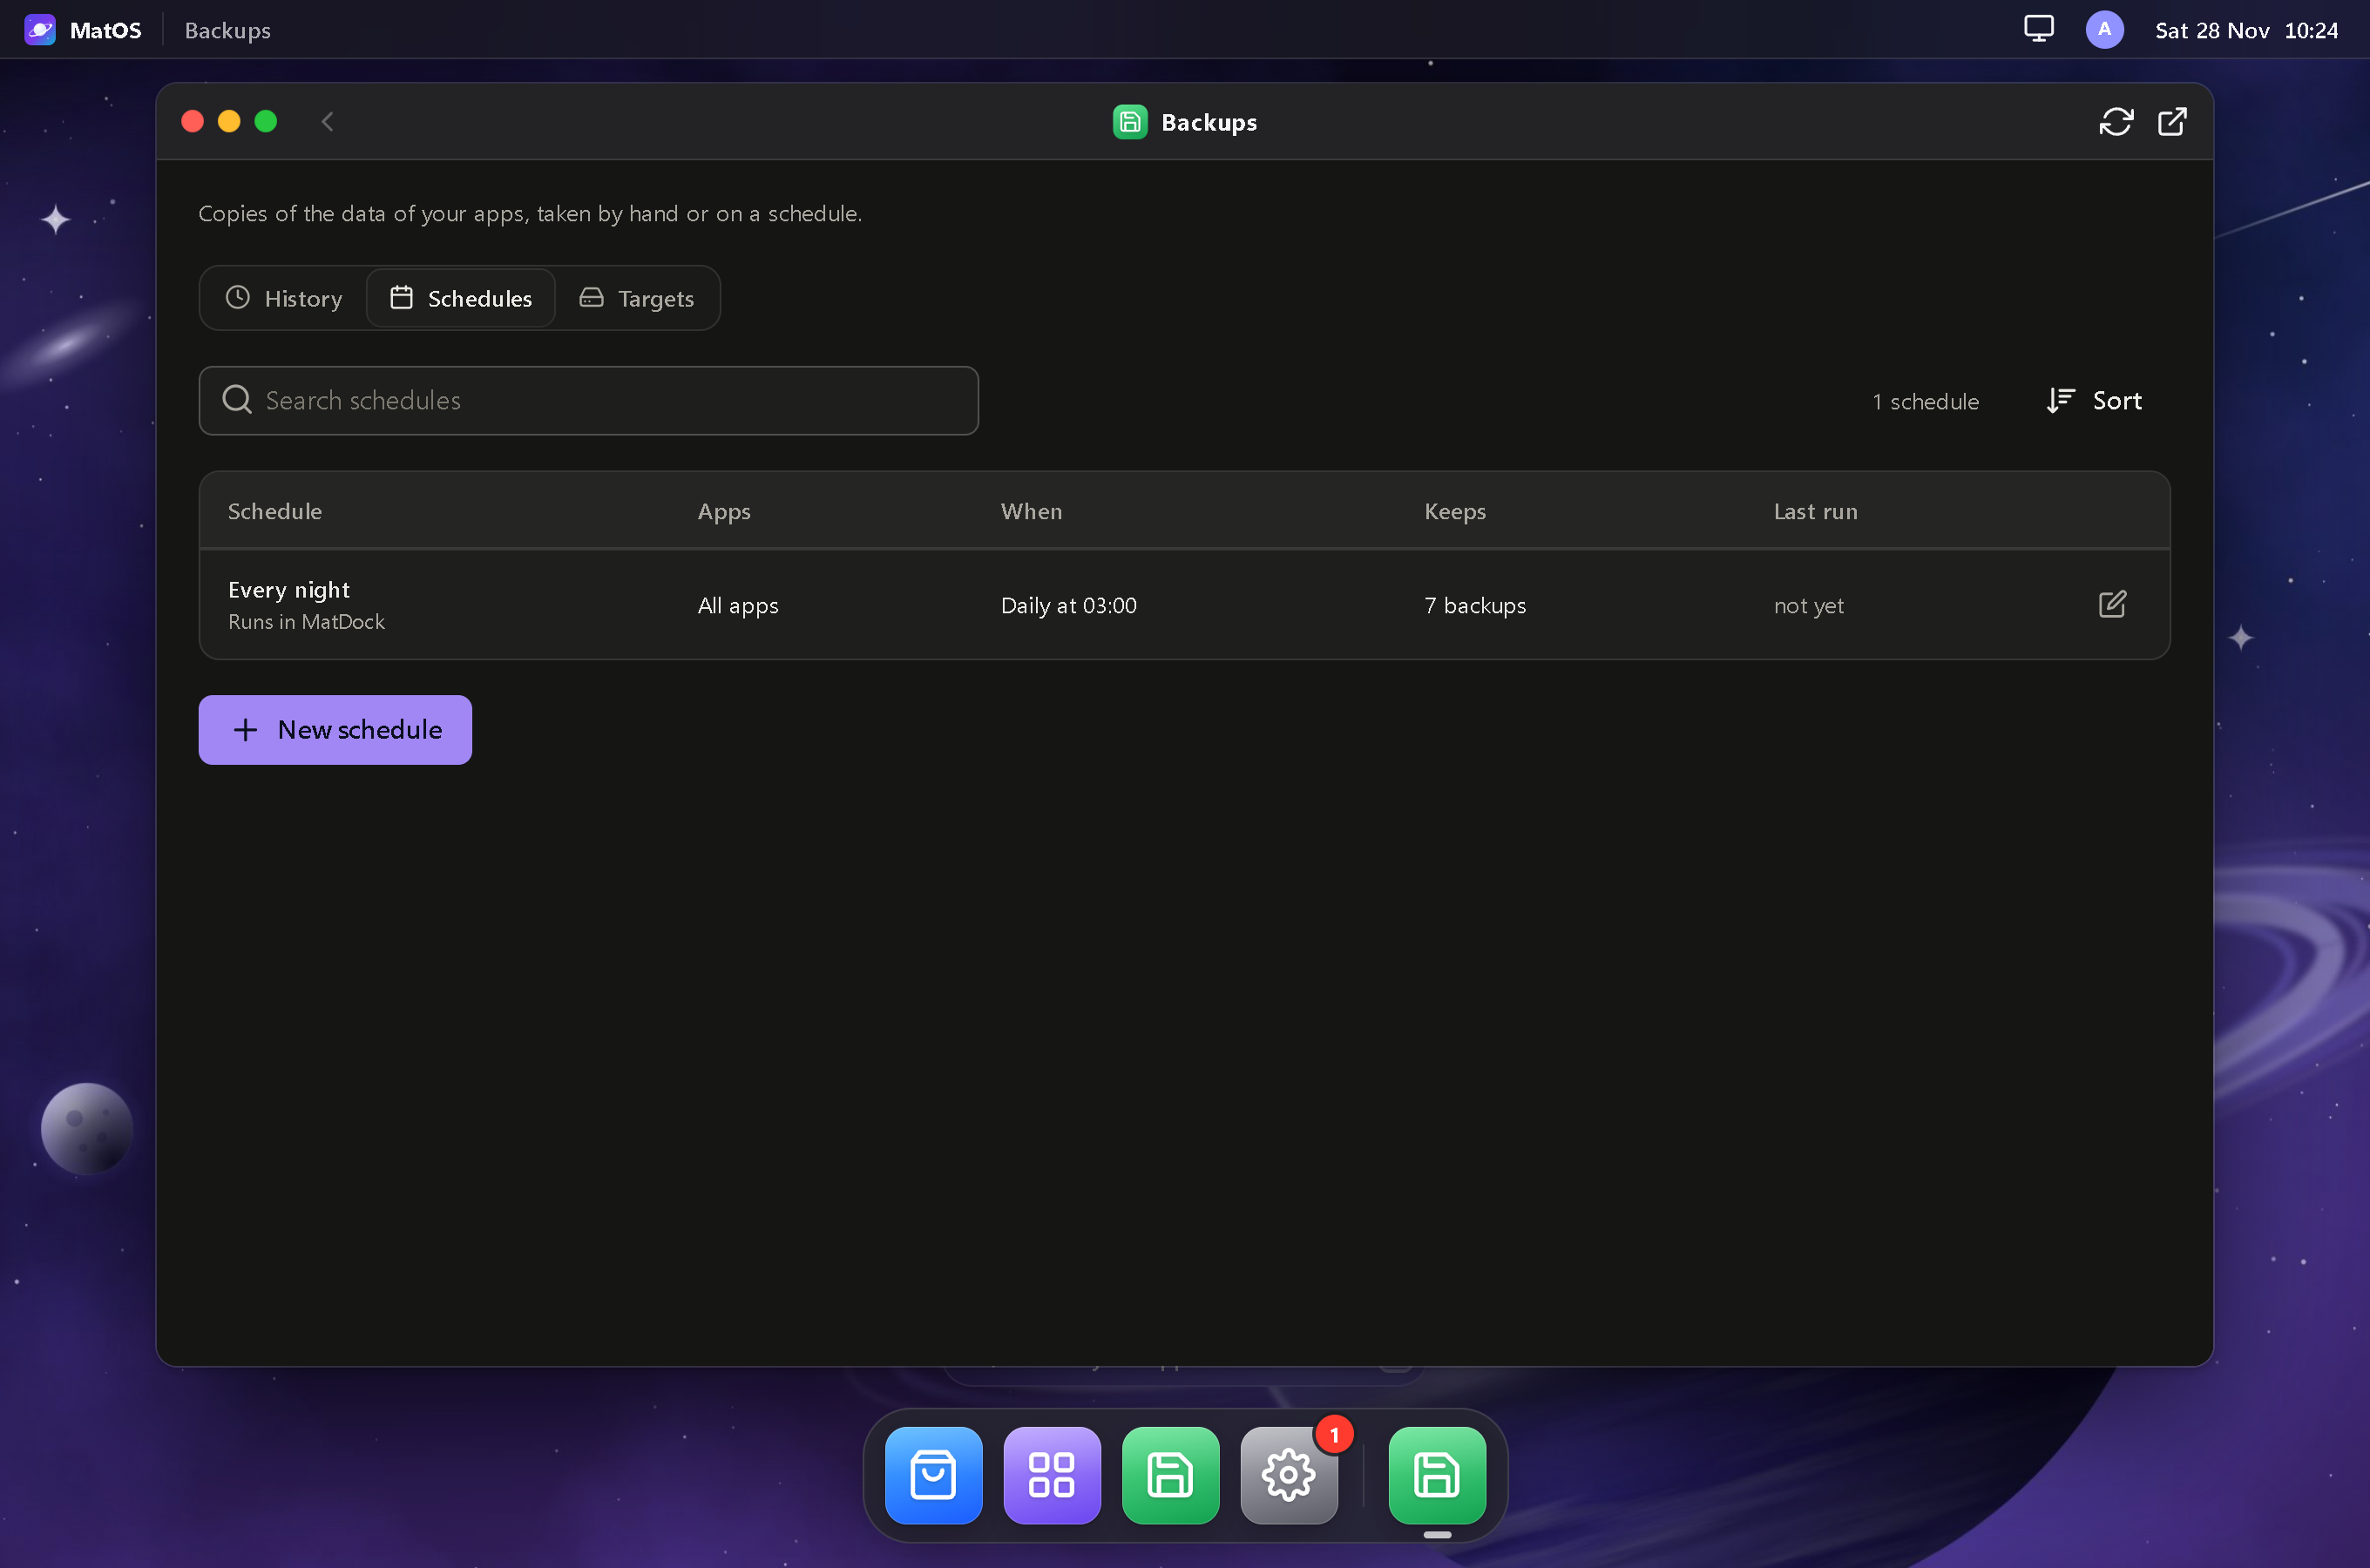 MatOS
Backups
A
Sat 28 Nov 10:24
Backups
Copies of the data of your apps, taken by hand or on a schedule.
History
Schedules
Targets
Search schedules
1 schedule
Sort
Schedule
Apps
When
Keeps
Last run
Every night
Runs in MatDock
All apps
Daily at 03:00
7 backups
not yet
New schedule
1